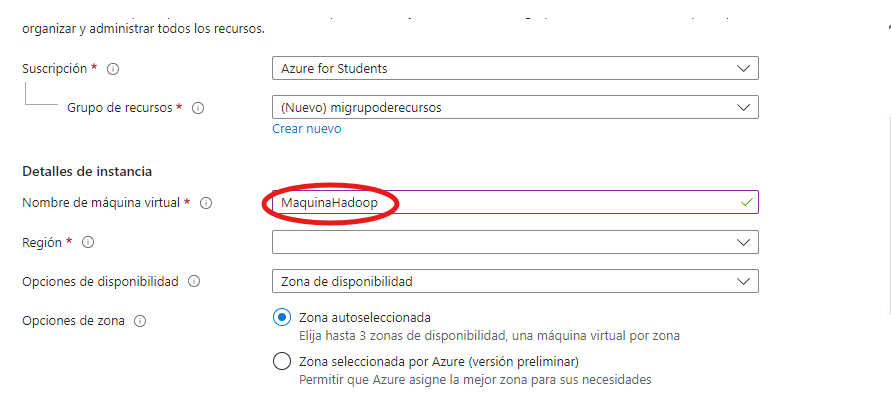 organizar y administrar todos los recursos.
Suscripción *
Azure for Students
Grupo de recursos *
(Nuevo) migrupoderecursos
Crear nuevo
Detalles de instancia
Nombre de máquina virtual *
MaquinaHadoop
Región *
Opciones de disponibilidad
Zona de disponibilidad
Opciones de zona
Zona autoseleccionada
Elija hasta 3 zonas de disponibilidad, una máquina virtual por zona
Zona seleccionada por Azure (versión preliminar)
Permitir que Azure asigne la mejor zona para sus necesidades